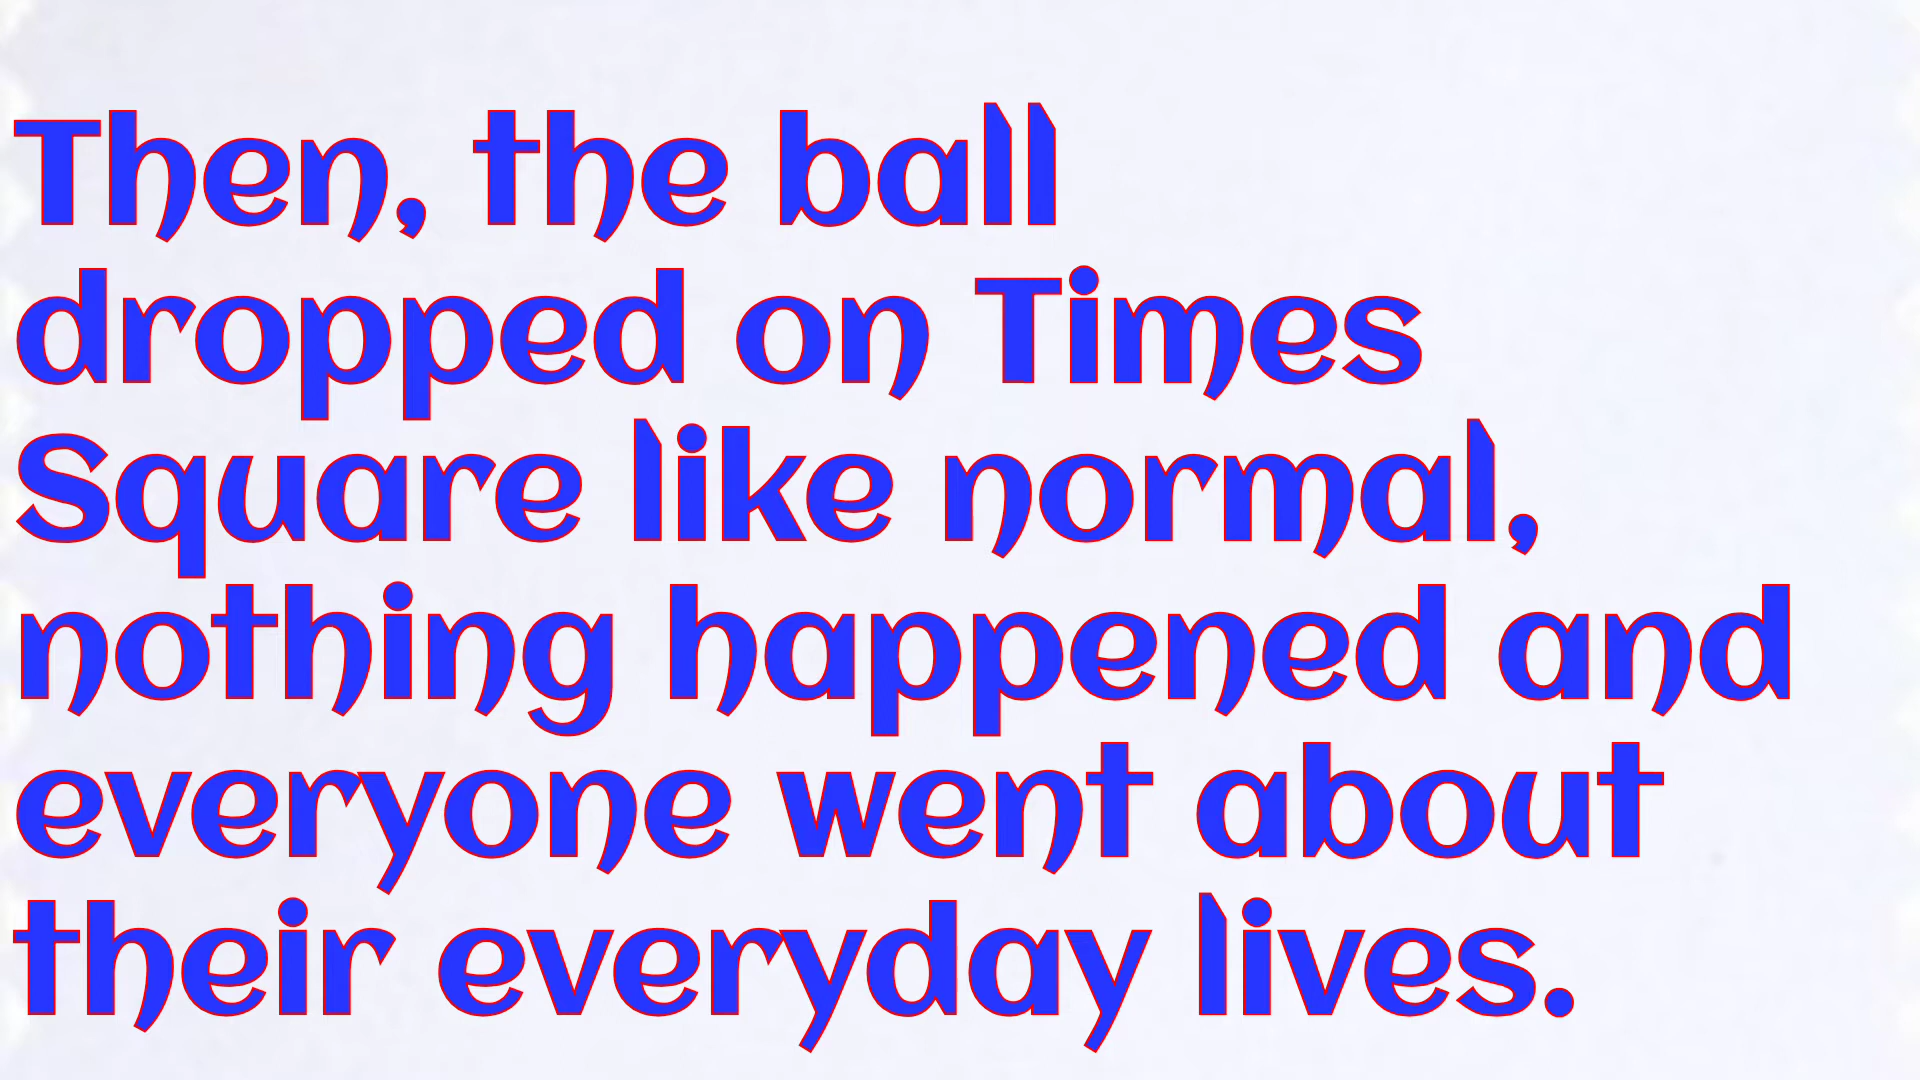 Then, the ball
dropped on Times
Square like normal,
nothing happened and
everyone went about
their everyday lives.